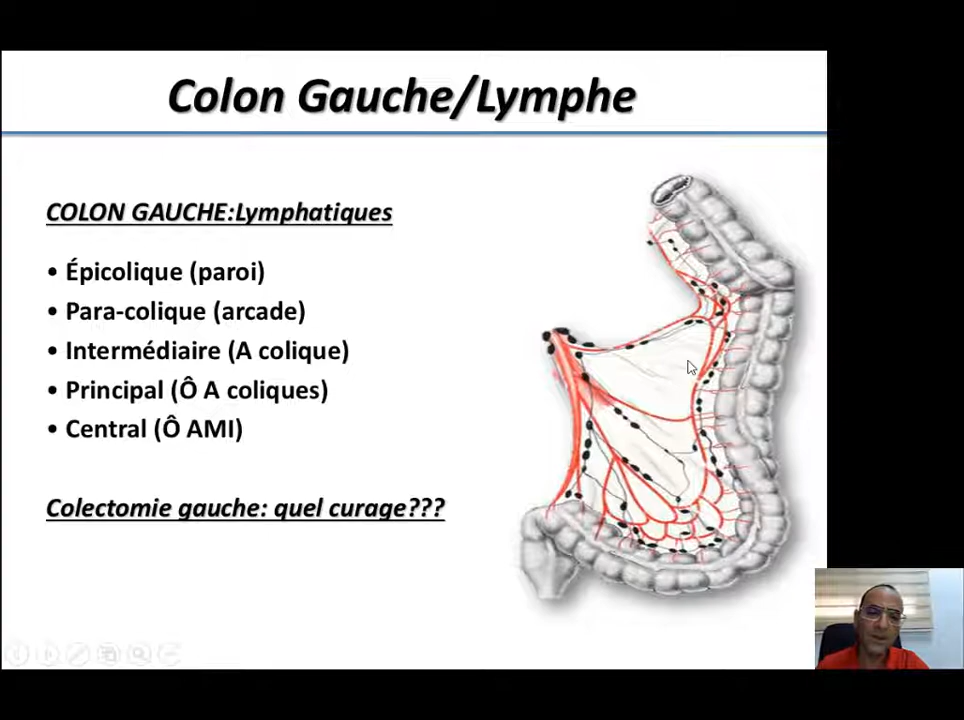 Colon Gauche/Lymphe
COLON GAUCHE:Lymphatiques
• Épicolique (paroi)
• Para-colique (arcade)
• Intermédiaire (A colique)
• Principal (Ô A coliques)
• Central (Ô AMI)
Colectomie gauche: quel curage???